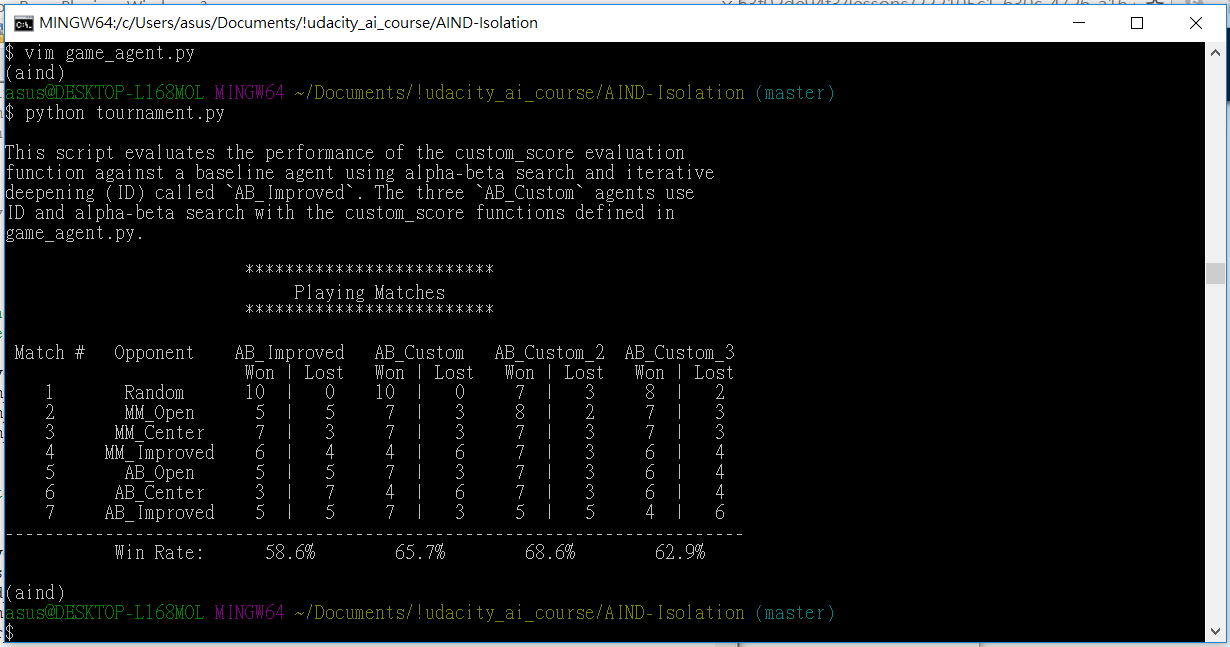 MINGW64:/c/Users/asus/Documents/!udacity_ai_course/AIND-Isolation
$ vim game_agent.py
(aind)
asus@DESKTOP-L168MOL MINGW64 ~/Documents/!udacity_ai_course/AIND-Isolation (master)
$ python tournament.py
This script evaluates the performance of the custom_score evaluation
function against a baseline agent using alpha-beta search and iterative
deepening (ID) called `AB_Improved`. The three `AB_Custom` agents use
ID and alpha-beta search with the custom_score functions defined in
game_agent.py.
*************************
Playing Matches
*************************
Match # Opponent AB_Improved AB_Custom AB_Custom_2 AB_Custom_3
Won | Lost Won | Lost Won | Lost Won | Lost
1 Random 10 | 0 10 | 0 7 | 3 8 | 2
2 MM_Open 5 | 5 7 | 3 8 | 2 7 | 3
3 MM_Center 7 | 3 7 | 3 7 | 3 7 | 3
4 MM_Improved 6 | 4 4 | 6 7 | 3 6 | 4
5 AB_Open 5 | 5 7 | 3 7 | 3 6 | 4
6 AB_Center 3 | 7 4 | 6 7 | 3 6 | 4
7 AB_Improved 5 | 5 7 | 3 5 | 5 4 | 6
--------------------------------------------------------------------------
Win Rate: 58.6% 65.7% 68.6% 62.9%
(aind)
asus@DESKTOP-L168MOL MINGW64 ~/Documents/!udacity_ai_course/AIND-Isolation (master)
$